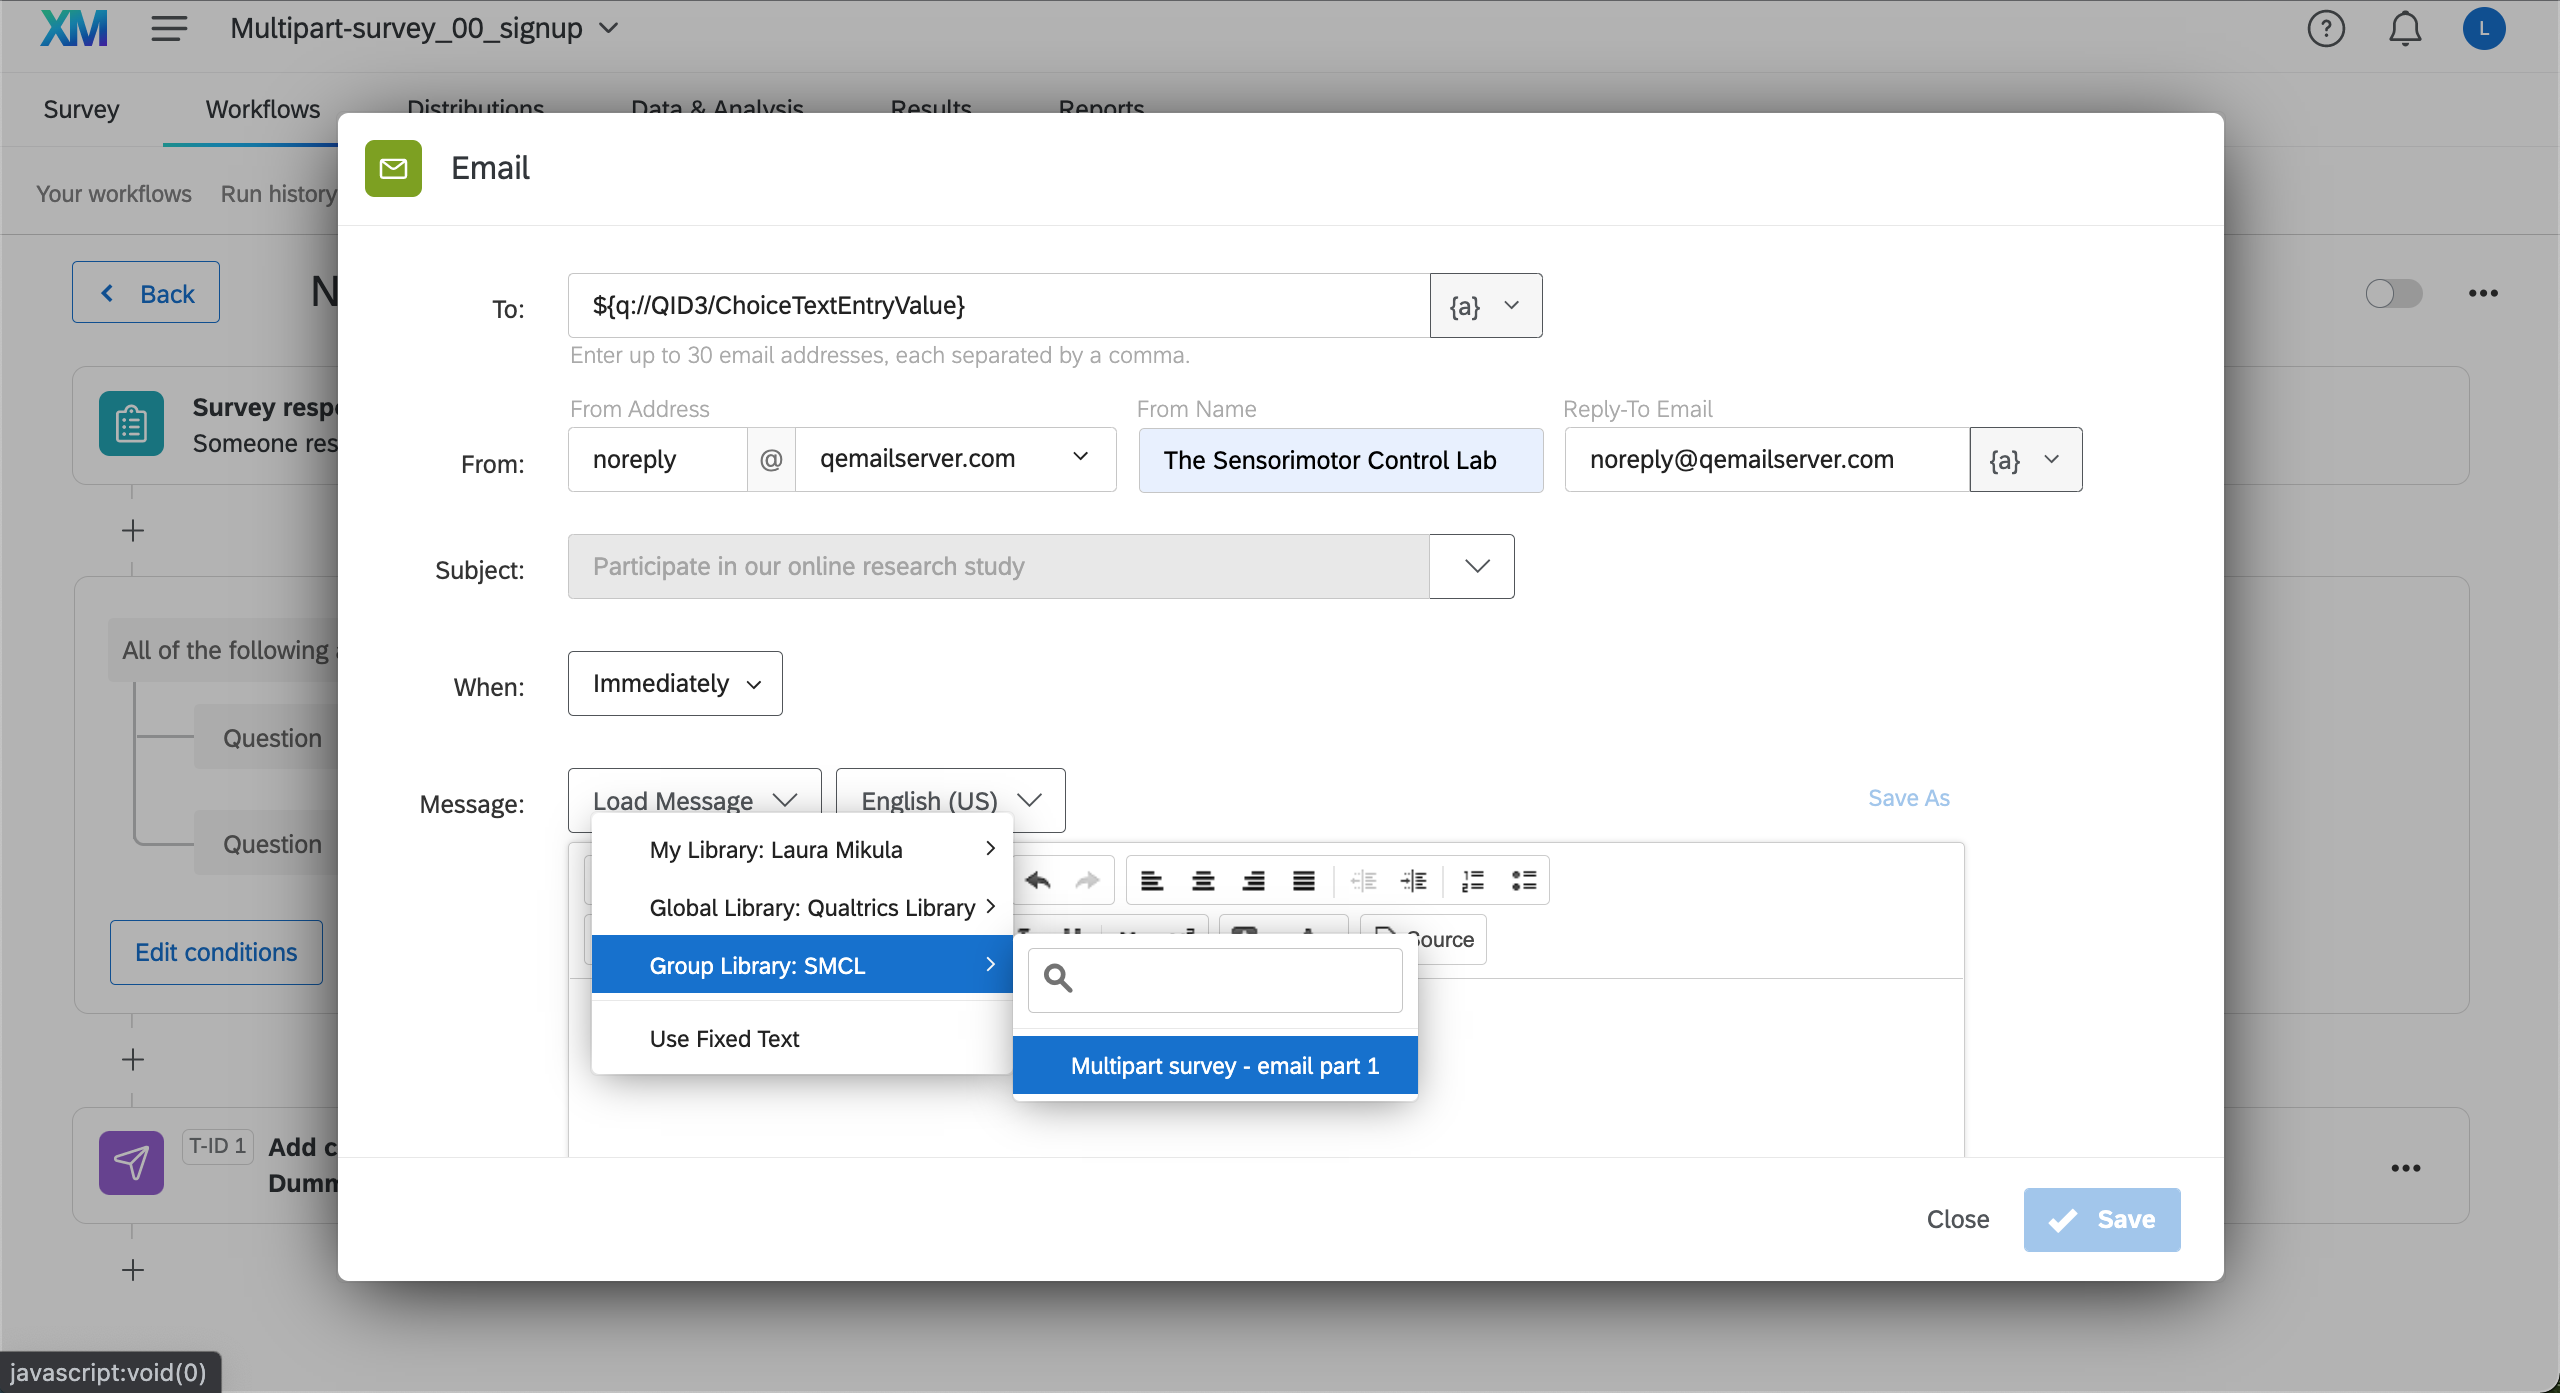 XM
Multipart-survey_00_signup
?
L
Survey
Workflows
Distributions
Data & Analysis
Results
Reports
Your workflows
Run history
Email
Back
N
To:
${q://QID3/ChoiceTextEntryValue}
{a}
Enter up to 30 email addresses, each separated by a comma.
Survey resp
Someone res
From Address
From Name
Reply-To Email
From:
noreply
@
qemailserver.com
The Sensorimotor Control Lab
noreply@qemailserver.com
{a}
Subject:
Participate in our online research study
All of the following
When:
Immediately
Question
Message:
Load Message
English (US)
Save As
Question
My Library: Laura Mikula
Global Library: Qualtrics Library
Group Library: SMCL
Source
Edit conditions
Use Fixed Text
Multipart survey - email part 1
T-ID 1
Add c
Dumm
Close
Save
javascript:void(0)